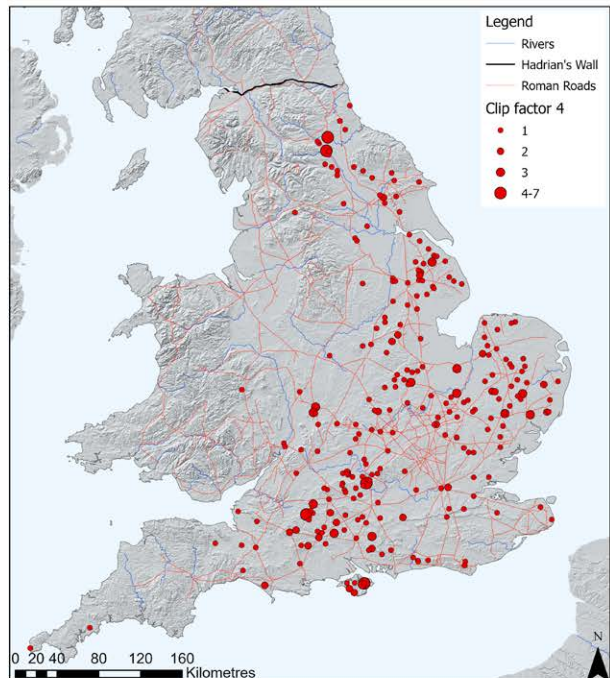 Legend
Rivers
Hadrian's Wall
Roman Roads
Clip factor 4
1
2
3
4-7
N
0 20 40 80 120 160
Kilometres